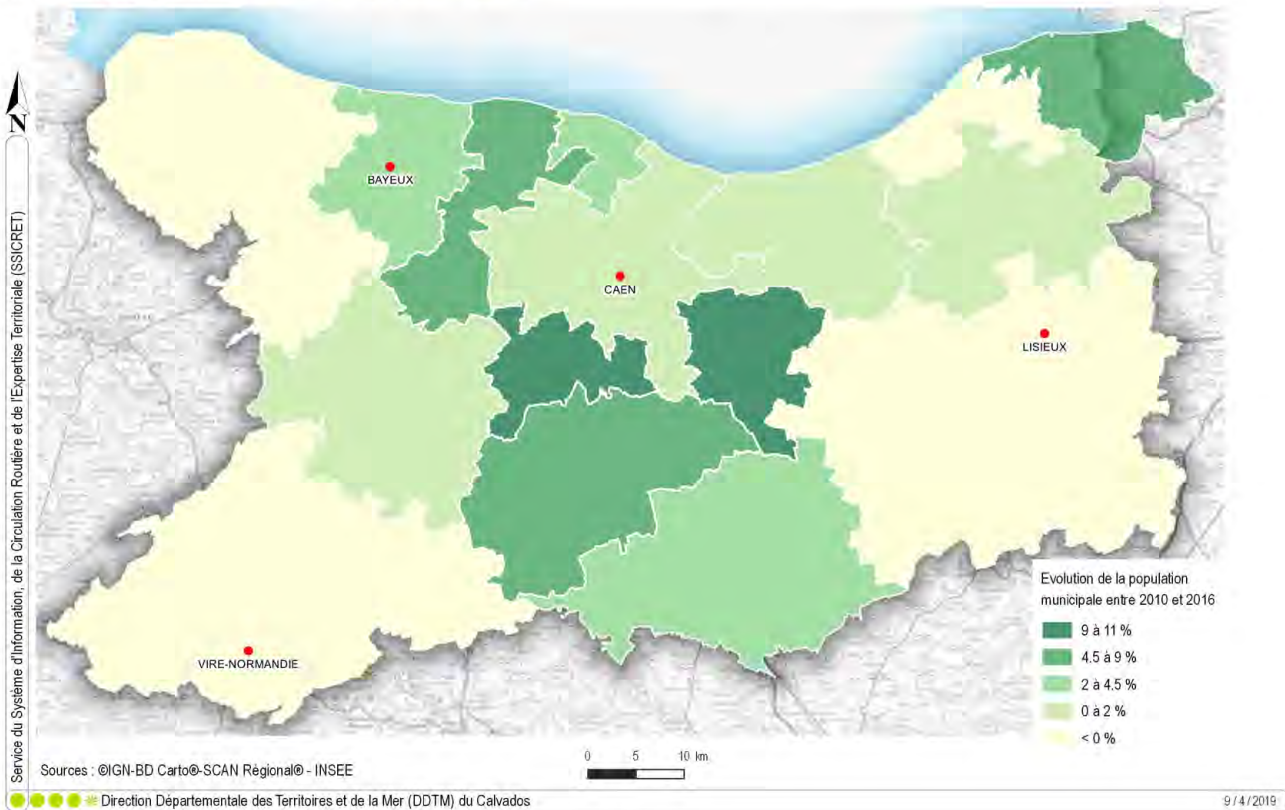 N
Service du Système d'Information, de la Circulation Routière et de l'Expertise Territoriale (SSICRET)
BAYEUX
CAEN
LISIEUX
VIRE-NORMANDIE
Evolution de la population
municipale entre 2010 et 2016
9 à 11 %
4.5 à 9 %
2 à 4.5 %
0 à 2 %
< 0 %
0 5 10 km
Sources : ©IGN-BD Carto®-SCAN Régional® - INSEE
Direction Départementale des Territoires et de la Mer (DDTM) du Calvados
9/4/2019